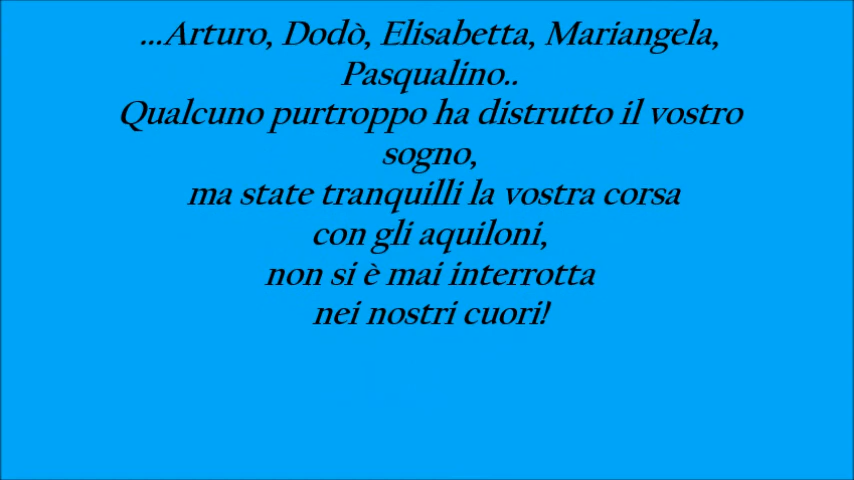 ...Arturo, Dodò, Elisabetta, Mariangela,
Pasqualino..
Qualcuno purtroppo ha distrutto il vostro
sogno,
ma state tranquilli la vostra corsa
con gli aquiloni,
non si è mai interrotta
nei nostri cuori!